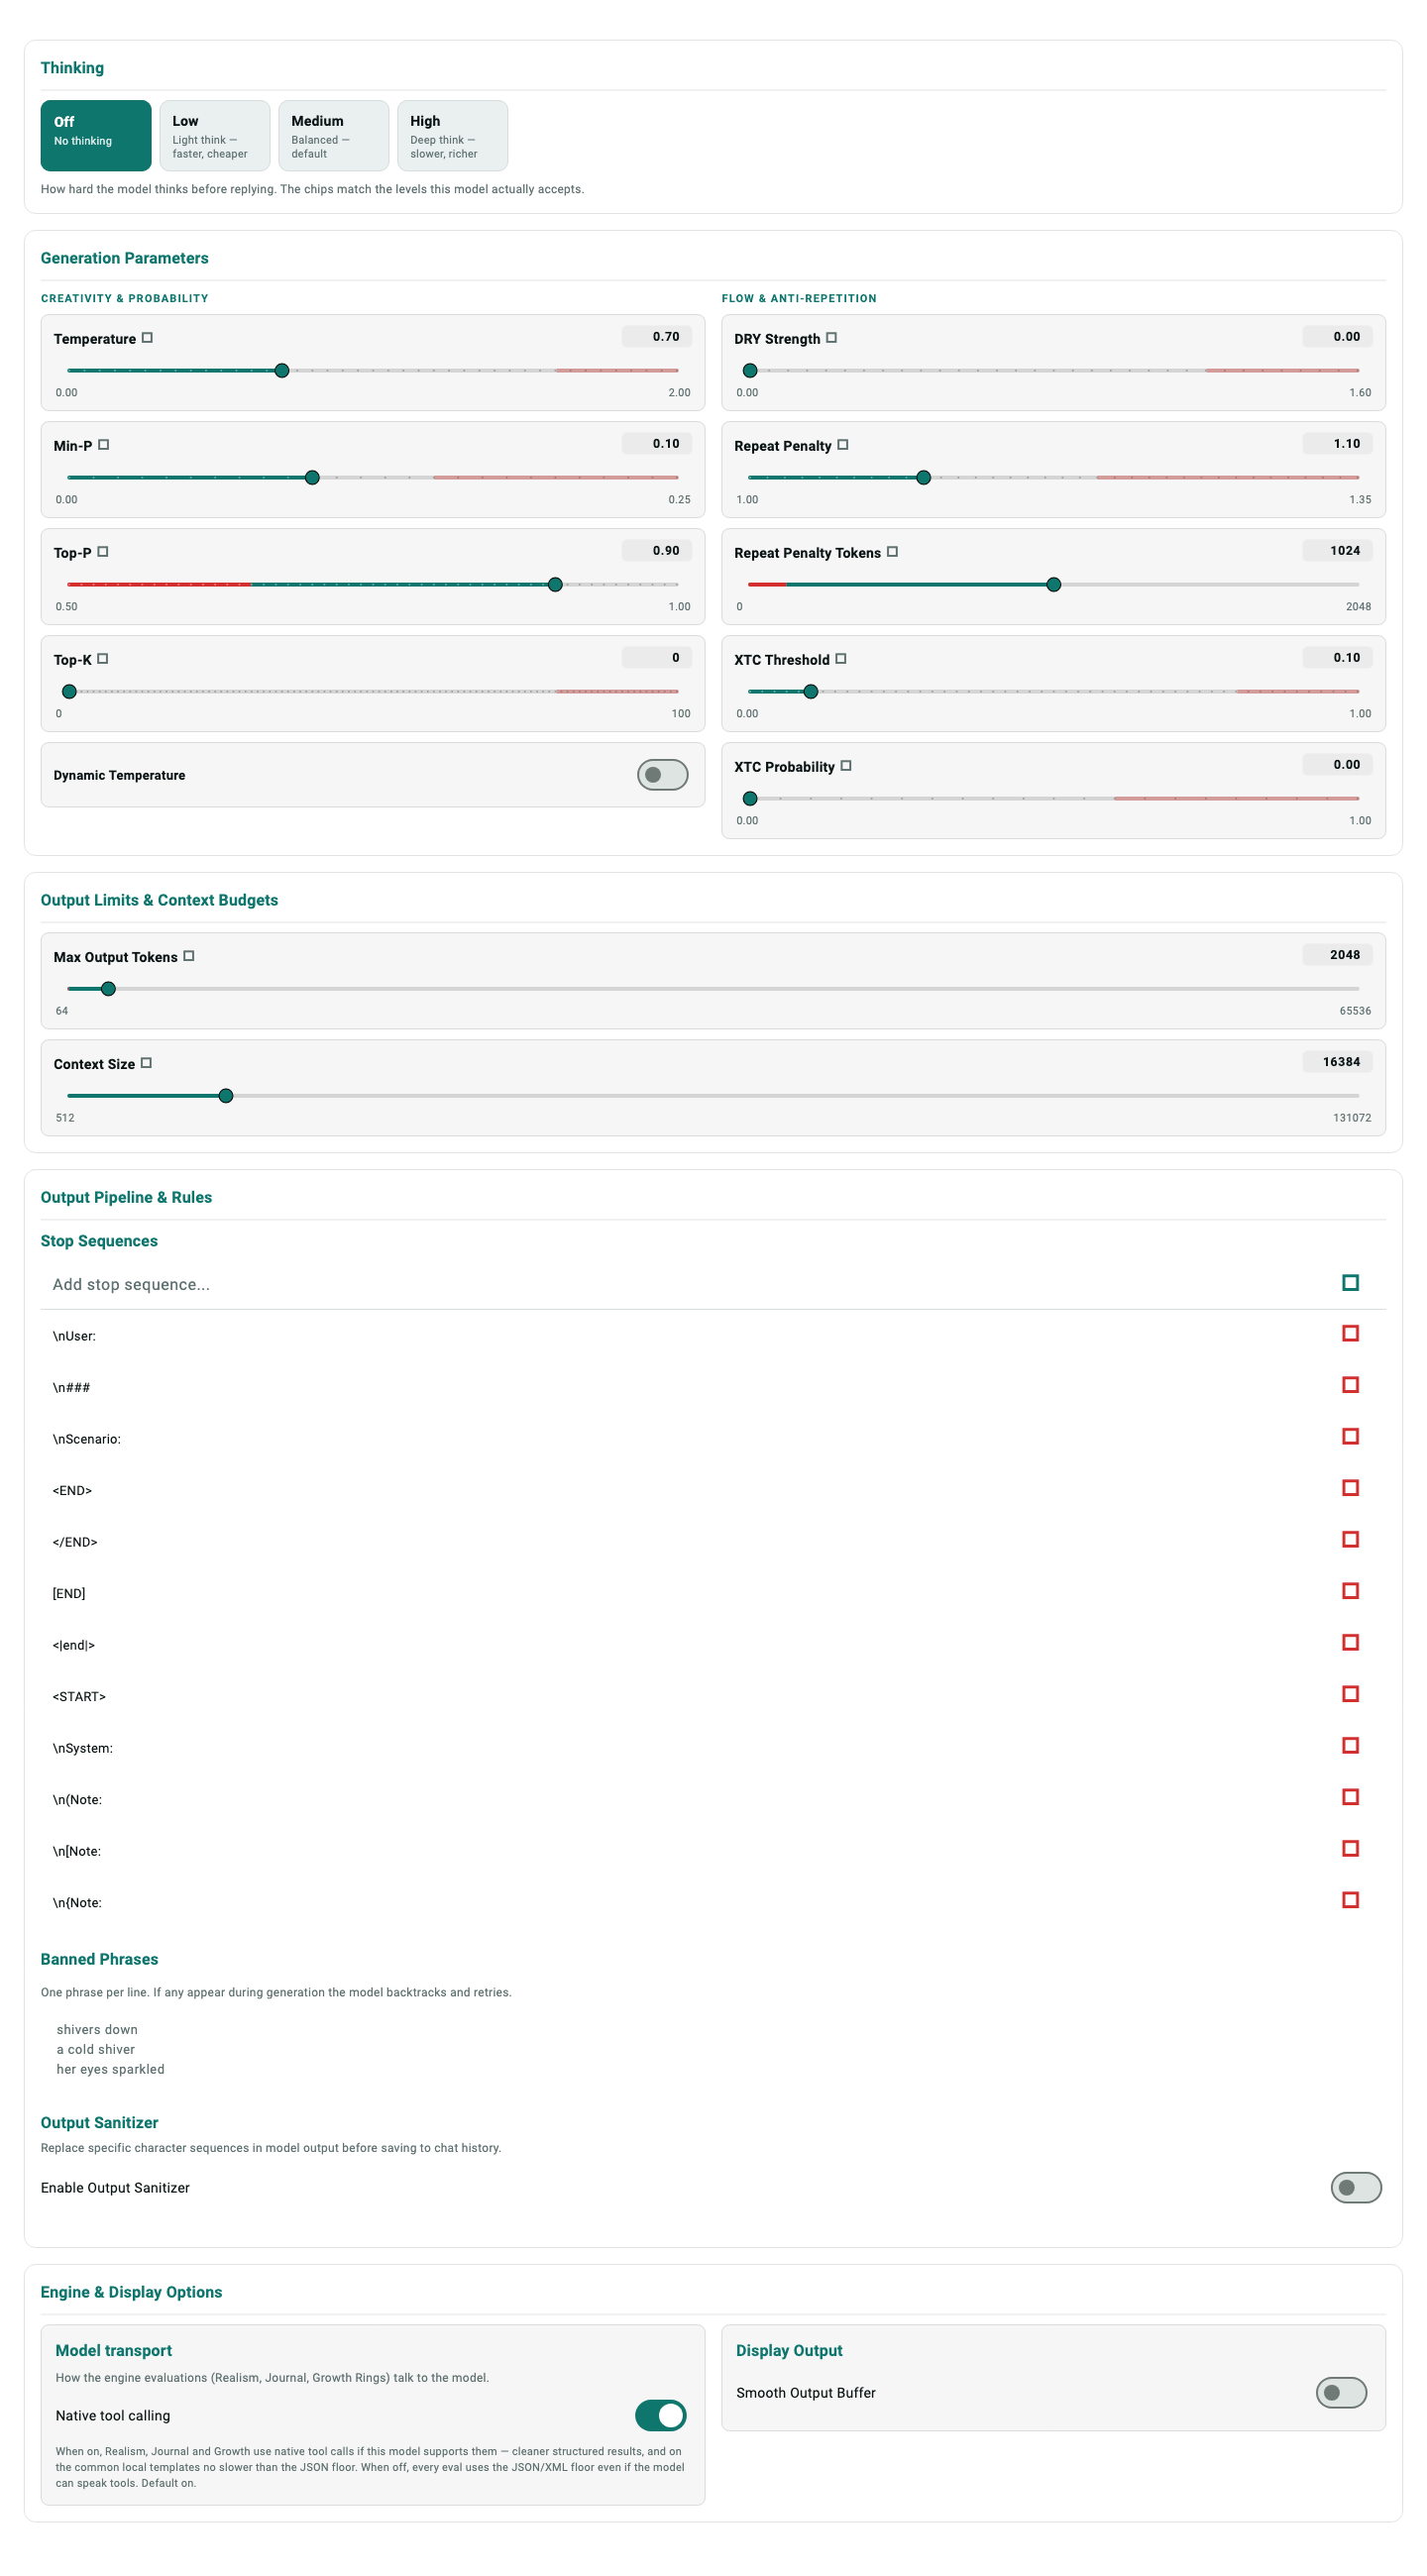 Thinking
Off
No thinking
Low
Light think —
faster, cheaper
Medium
Balanced —
default
High
Deep think —
slower, richer
How hard the model thinks before replying. The chips match the levels this model actually accepts.
Generation Parameters
CREATIVITY & PROBABILITY
Temperature
0.70
0.00
2.00
Min-P
0.10
0.00
0.25
Top-P
0.90
0.50
1.00
Top-K
0
0
100
Dynamic Temperature
FLOW & ANTI-REPETITION
DRY Strength
0.00
0.00
1.60
Repeat Penalty
1.10
1.00
1.35
Repeat Penalty Tokens
1024
0
2048
XTC Threshold
0.10
0.00
1.00
XTC Probability
0.00
0.00
1.00
Output Limits & Context Budgets
Max Output Tokens
2048
64
65536
Context Size
16384
512
131072
Output Pipeline & Rules
Stop Sequences
Add stop sequence...
\nUser:
\n###
\nScenario:
<END>
</END>
[END]
<|end|>
<START>
\nSystem:
\n(Note:
\n[Note:
\n{Note:
Banned Phrases
One phrase per line. If any appear during generation the model backtracks and retries.
shivers down
a cold shiver
her eyes sparkled
Output Sanitizer
Replace specific character sequences in model output before saving to chat history.
Enable Output Sanitizer
Engine & Display Options
Model transport
How the engine evaluations (Realism, Journal, Growth Rings) talk to the model.
Native tool calling
When on, Realism, Journal and Growth use native tool calls if this model supports them — cleaner structured results, and on
the common local templates no slower than the JSON floor. When off, every eval uses the JSON/XML floor even if the model
can speak tools. Default on.
Display Output
Smooth Output Buffer